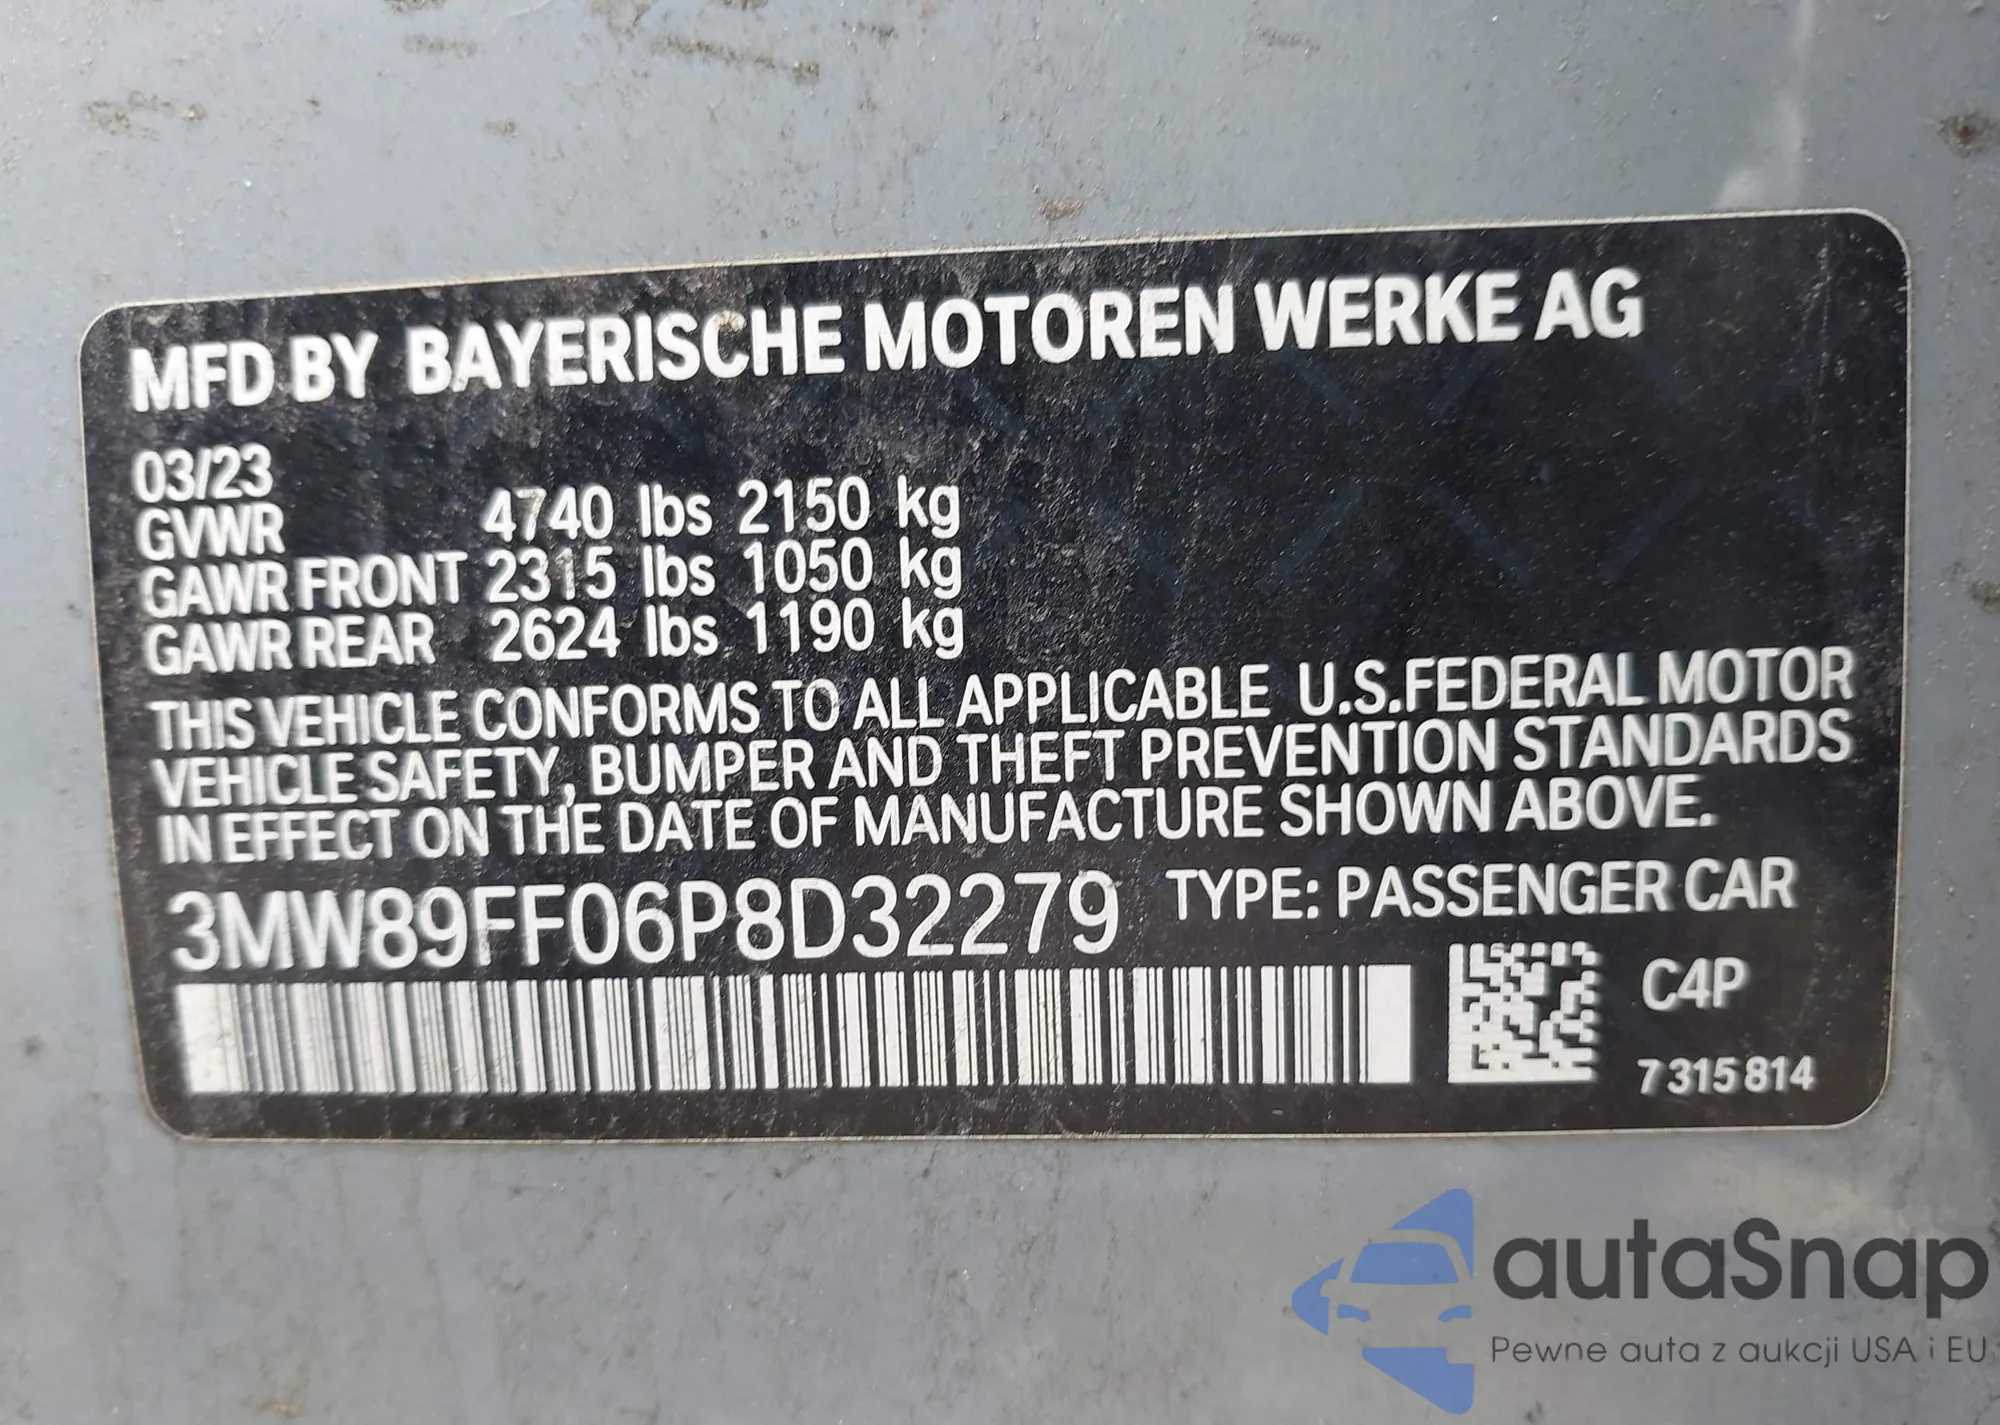 MFD BY BAYERISCHE MOTOREN WERKE AG
03/23
GVWR 4740 lbs 2150 kg
GAWR FRONT 2315 lbs 1050 kg
GAWR REAR 2624 lbs 1190 kg
THIS VEHICLE CONFORMS TO ALL APPLICABLE U.S.FEDERAL MOTOR
VEHICLE SAFETY, BUMPER AND THEFT PREVENTION STANDARDS
IN EFFECT ON THE DATE OF MANUFACTURE SHOWN ABOVE.
3MW89FF06P8D32279 TYPE: PASSENGER CAR
C4P
7 315 814
autaSnap
Pewne auta z aukcji USA i EU